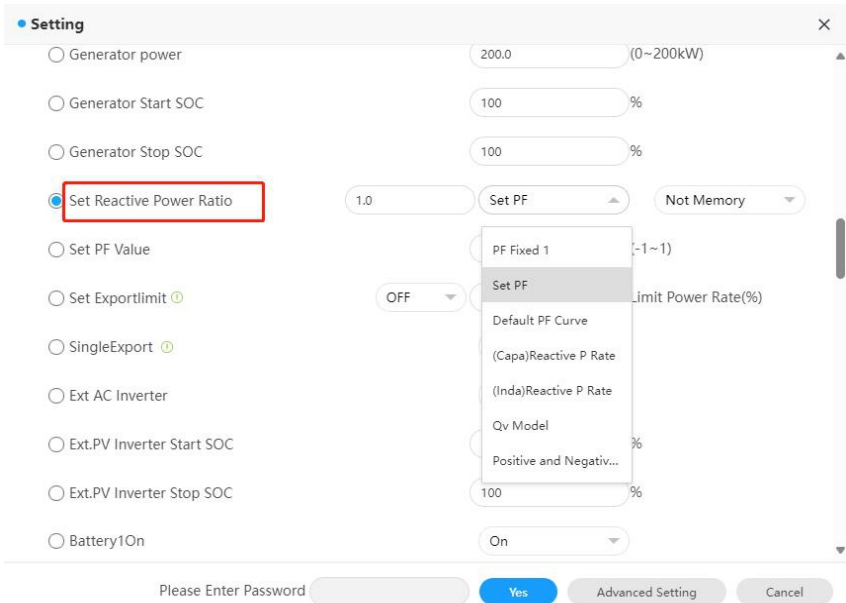 Setting
Generator power 200.0 (0~200kW)
Generator Start SOC 100 %
Generator Stop SOC 100 %
Set Reactive Power Ratio 1.0 Set PF Not Memory
Set PF Value (-1~1)
PF Fixed 1
Set PF
Default PF Curve
(Capa)Reactive P Rate
(Inda)Reactive P Rate
Qv Model
Positive and Negativ...
Set Exportlimit OFF Limit Power Rate(%)
SingleExport
Ext AC Inverter
Ext.PV Inverter Start SOC %
Ext.PV Inverter Stop SOC 100 %
Battery1On On
Please Enter Password Yes Advanced Setting Cancel